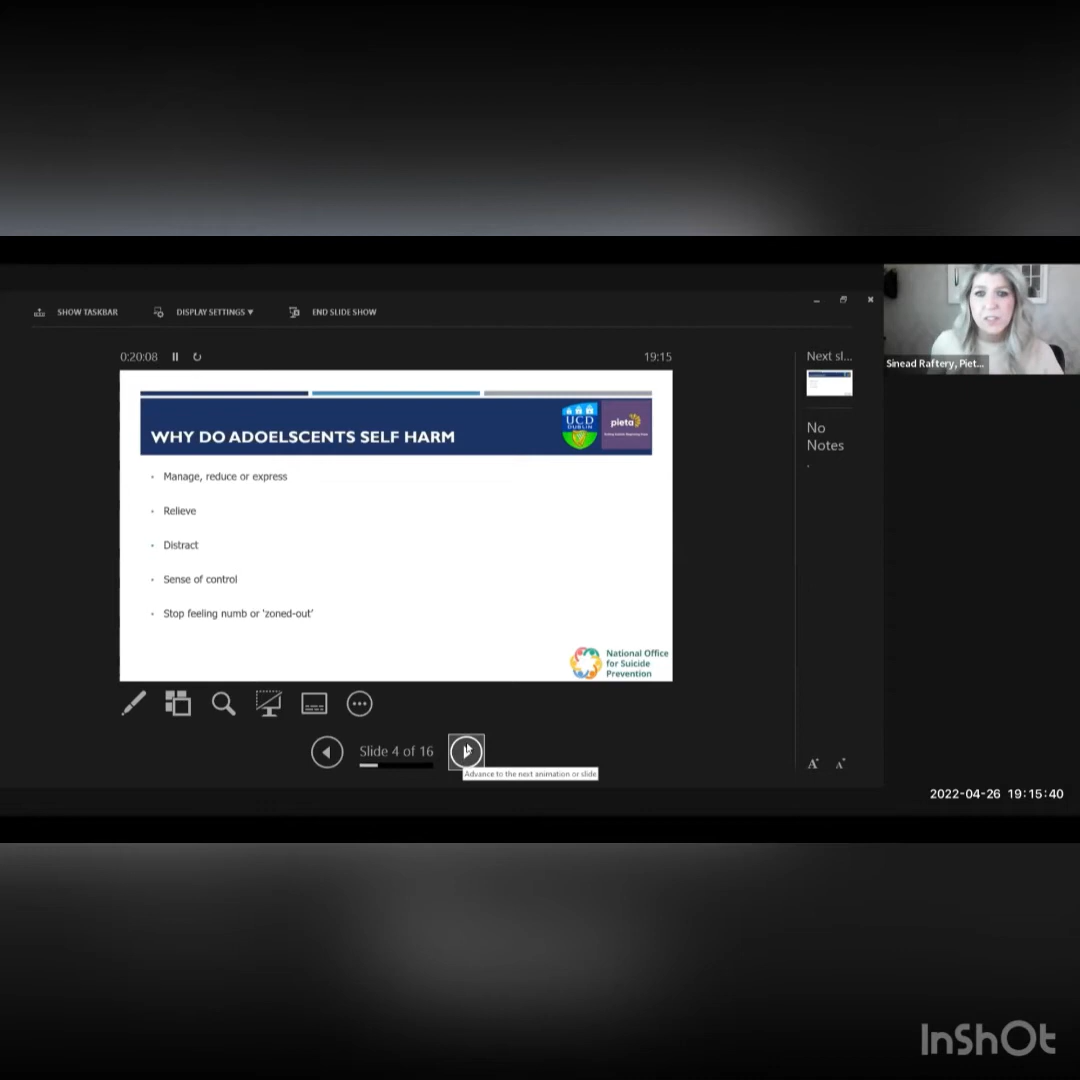 SHOW TASKBAR
DISPLAY SETTINGS ▼
END SLIDE SHOW
0:20:08
19:15
Next sl...
No
Notes
.
WHY DO ADOELSCENTS SELF HARM
UCD
DUBLIN
pieta
• Manage, reduce or express
• Relieve
• Distract
• Sense of control
• Stop feeling numb or 'zoned-out'
National Office
for Suicide
Prevention
Slide 4 of 16
Advance to the next animation or slide
A
A
Sinead Raftery, Piet...
2022-04-26 19:15:40
InShOt